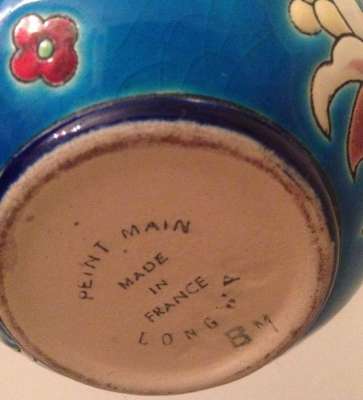 PEINT MAIN
MADE
IN
FRANCE
LONGWY
BM